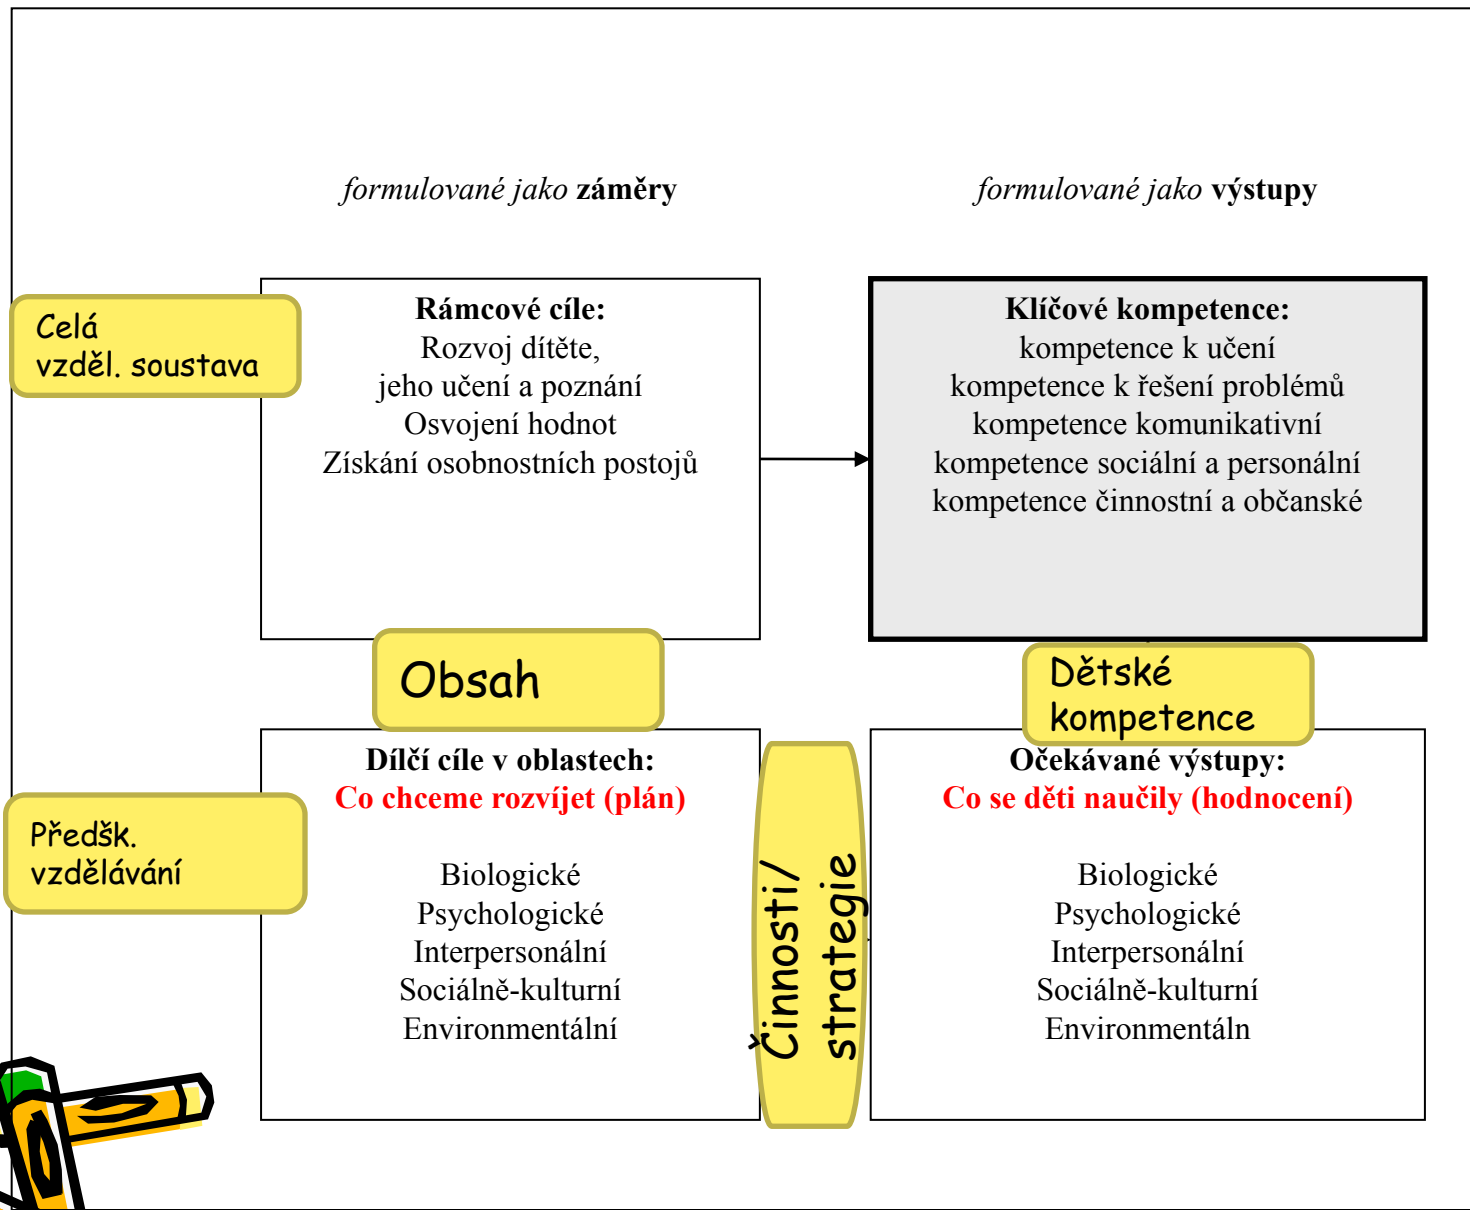 formulované jako záměry
formulované jako výstupy
Celá
vzděl. soustava
Rámcové cíle:
Rozvoj dítěte,
jeho učení a poznání
Osvojení hodnot
Získání osobnostních postojů
Klíčové kompetence:
kompetence k učení
kompetence k řešení problémů
kompetence komunikativní
kompetence sociální a personální
kompetence činnostní a občanské
Obsah
Dětské
kompetence
Předšk.
vzdělávání
Dílčí cíle v oblastech:
Co chceme rozvíjet (plán)
Biologické
Psychologické
Interpersonální
Sociálně-kulturní
Environmentální
Činnosti/
strategie
Očekávané výstupy:
Co se děti naučily (hodnocení)
Biologické
Psychologické
Interpersonální
Sociálně-kulturní
Environmentáln